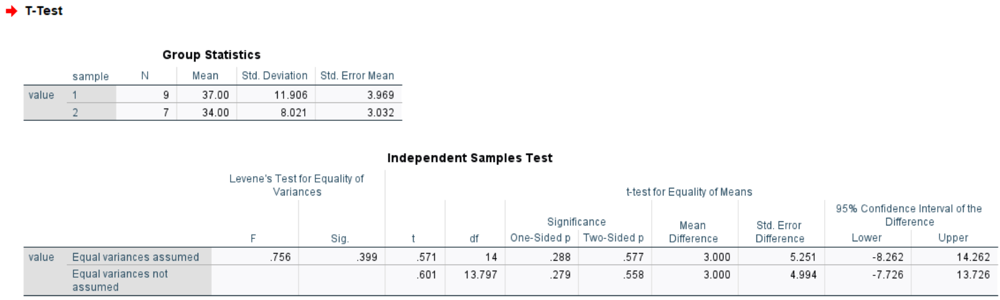 T-Test
Group Statistics
sample N Mean Std. Deviation Std. Error Mean
value 1 9 37.00 11.906 3.969
2 7 34.00 8.021 3.032
Independent Samples Test
Levene's Test for Equality of
Variances
t-test for Equality of Means
F Sig. t df
Significance
One-Sided p Two-Sided p
Mean
Difference
Std. Error
Difference
95% Confidence Interval of the
Difference
Lower Upper
value Equal variances assumed .756 .399 .571 14 .288 .577 3.000 5.251 -8.262 14.262
Equal variances not
assumed
.601 13.797 .279 .558 3.000 4.994 -7.726 13.726